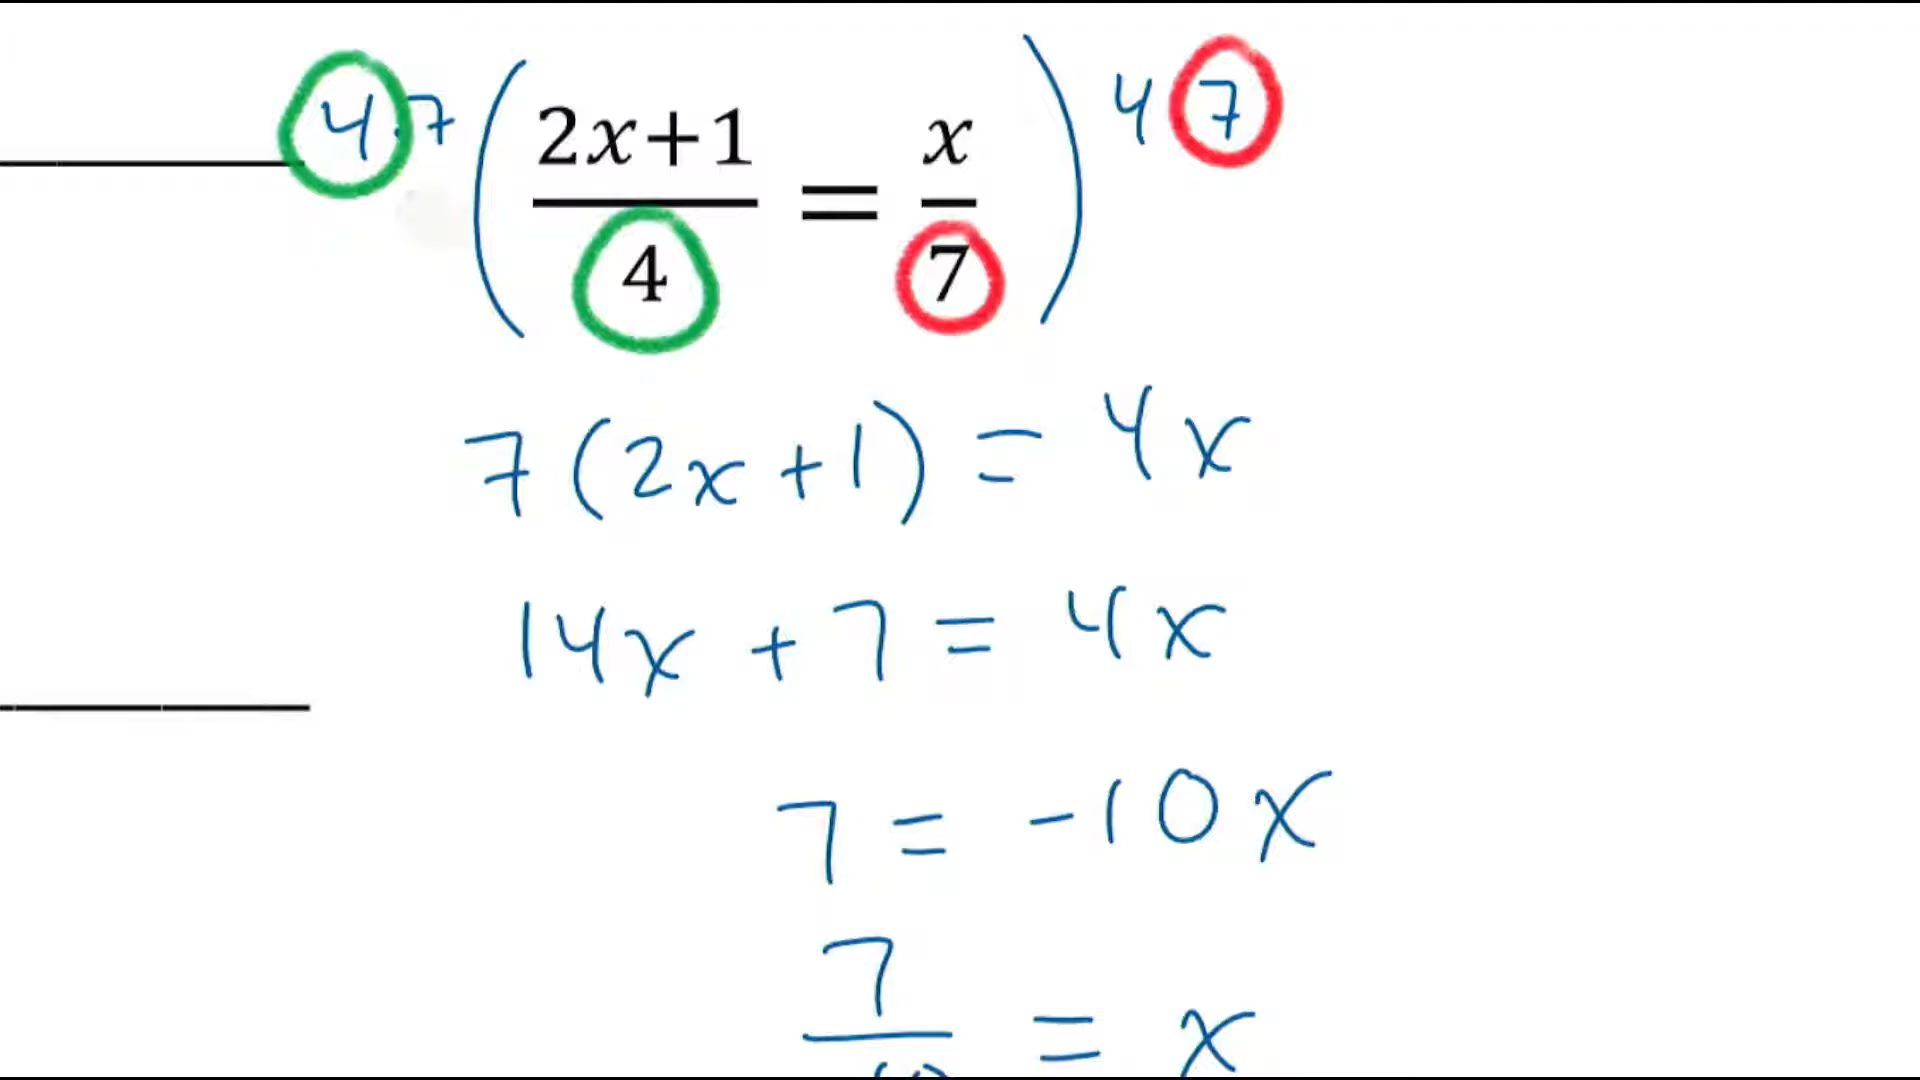 4.7 ( (2x+1)/4 = x/7 ) 4 7
7(2x+1) = 4x
14x + 7 = 4x
7 = -10x
7/ = x